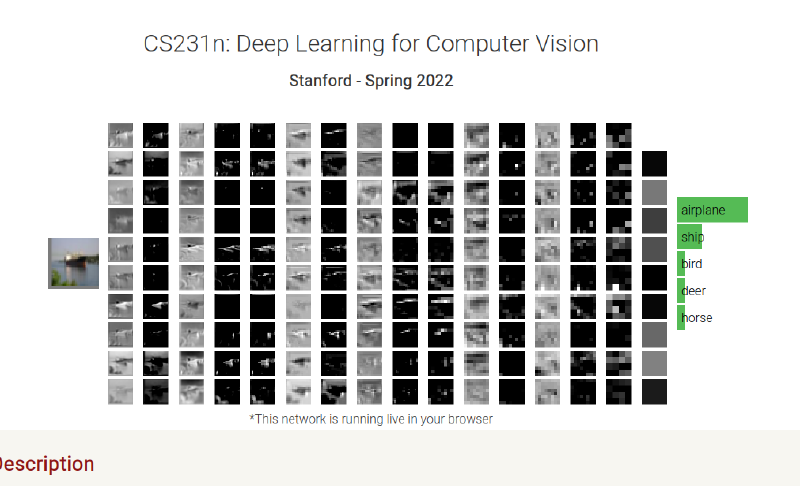 CS231n: Deep Learning for Computer Vision
Stanford - Spring 2022
airplane
ship
bird
deer
horse
*This network is running live in your browser
Description